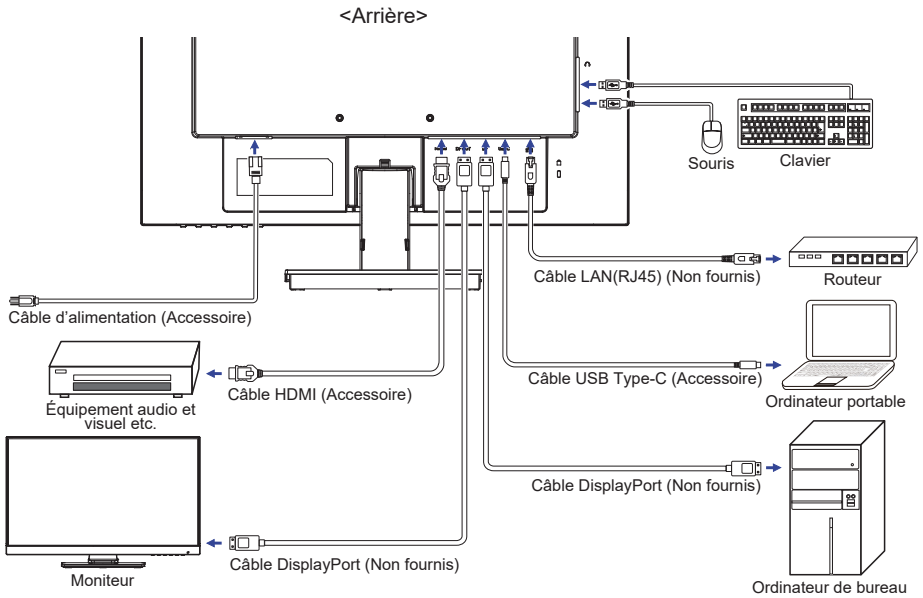 <Arrière>
Souris
Clavier
Câble LAN(RJ45) (Non fournis)
Routeur
Câble d'alimentation (Accessoire)
Câble HDMI (Accessoire)
Câble USB Type-C (Accessoire)
Équipement audio et
visuel etc.
Ordinateur portable
Câble DisplayPort (Non fournis)
Câble DisplayPort (Non fournis)
Moniteur
Ordinateur de bureau